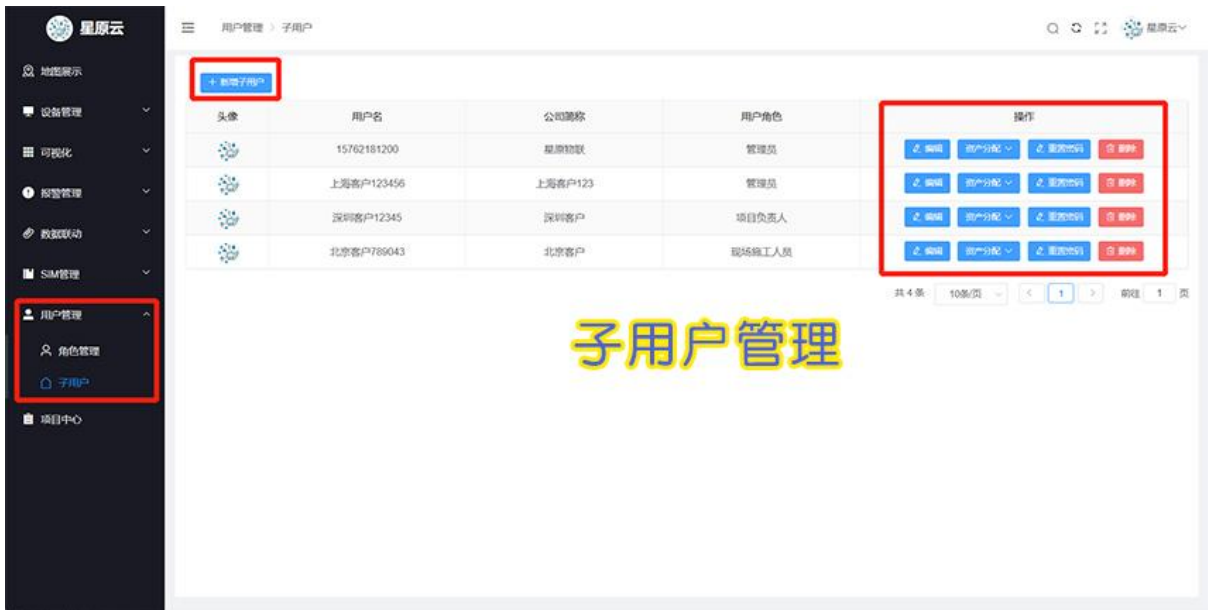 星原云
用户管理 > 子用户
星原云
地图展示
设备管理
可视化
报警管理
数据联动
SIM管理
用户管理
角色管理
子用户
项目中心
+ 新增子用户
头像 用户名 公司简称 用户角色 操作
15762181200 星原物联 管理员 编辑 资产分配 重置密码 删除
上海客户123456 上海客户123 管理员 编辑 资产分配 重置密码 删除
深圳客户12345 深圳客户 项目负责人 编辑 资产分配 重置密码 删除
北京客户789043 北京客户 现场施工人员 编辑 资产分配 重置密码 删除
共 4 条 10条/页 < 1 > 前往 1 页
子用户管理